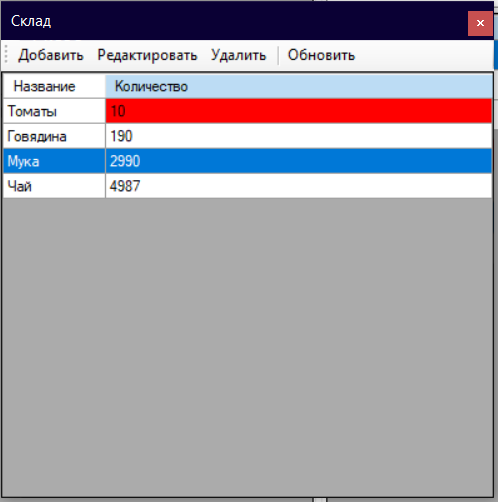 Склад
Добавить Редактировать Удалить Обновить
Название Количество
Томаты 10
Говядина 190
Мука 2990
Чай 4987